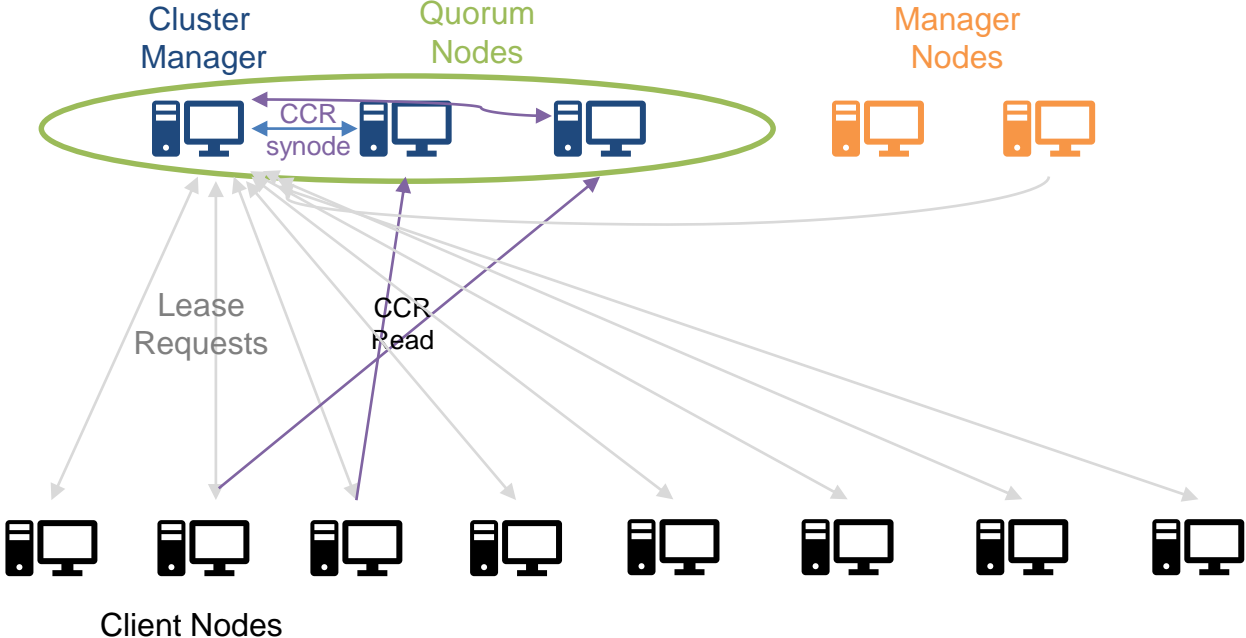 Cluster
Manager
Quorum
Nodes
Manager
Nodes
CCR
synode
Lease
Requests
CCR
Read
Client Nodes